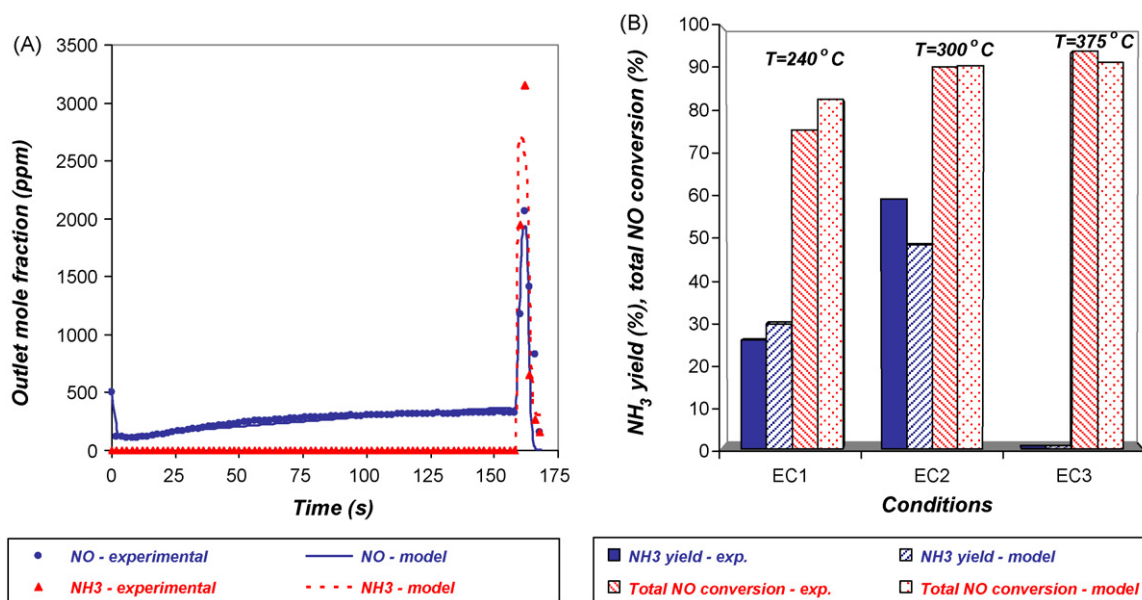 (A)
3500
3000
2500
2000
1500
1000
500
0
Outlet mole fraction (ppm)
0 25 50 75 100 125 150 175
Time (s)
NO - experimental
NO - model
NH3 - experimental
NH3 - model
(B)
100
90
80
70
60
50
40
30
20
10
0
NH3 yield (%), total NO conversion (%)
T=240°C
T=300°C
T=375°C
EC1 EC2 EC3
Conditions
NH3 yield - exp.
NH3 yield - model
Total NO conversion - exp.
Total NO conversion - model